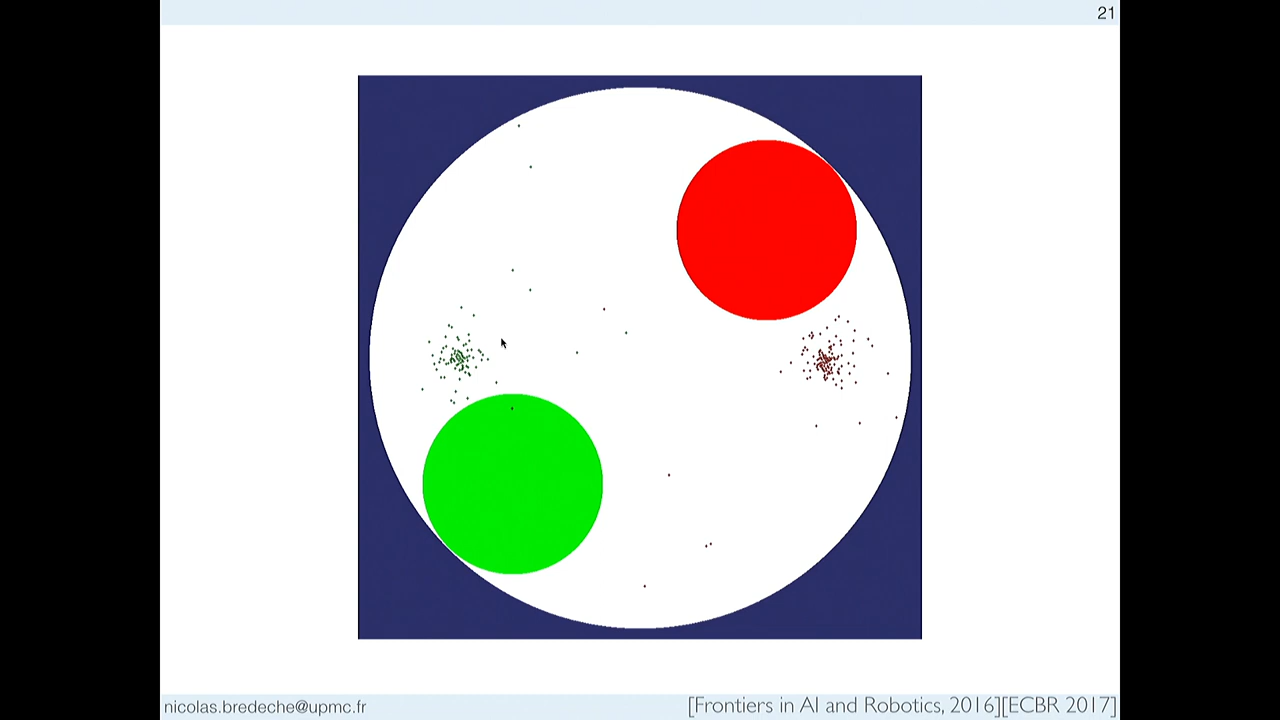 21
nicolas.bredeche@upmc.fr
[Frontiers in AI and Robotics, 2016][ECBR 2017]